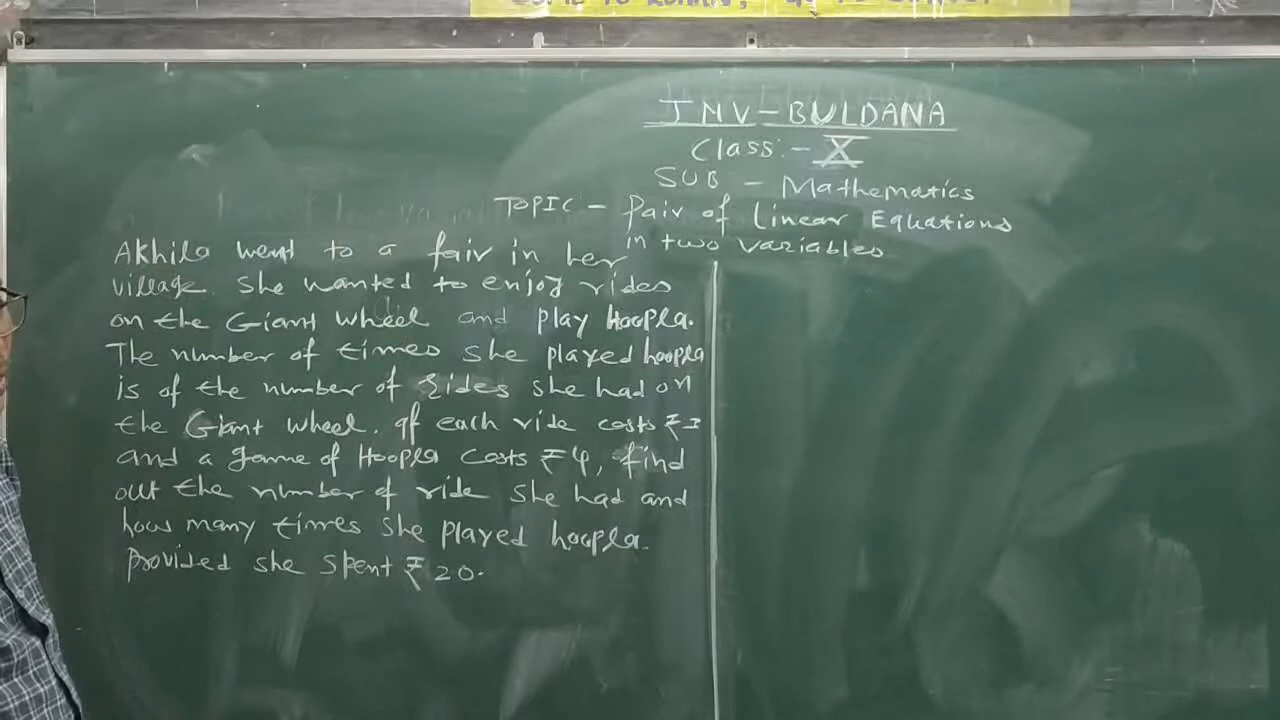 JNV-BULDANA
Class:- X
SUB - Mathematics
TOPIC - Pair of Linear Equations
in two variables
Akhila went to a fair in her
village. She wanted to enjoy rides
on the Giant Wheel and play Hoopla.
The number of times she played hoopla
is of the number of rides she had on
the Giant Wheel. If each ride costs ₹3
and a game of Hoopla costs ₹4, find
out the number of ride she had and
how many times she played hoopla.
Provided she spent ₹20.